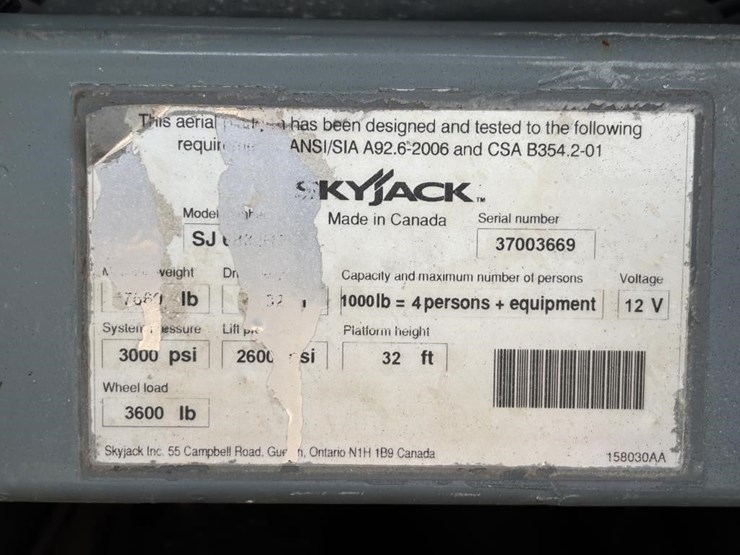 This aerial has been designed and tested to the following
ANSI/SIA A92.6-2006 and CSA B354.2-01
SKYJACK TM
Model Made in Canada Serial number
SJ 37003669
weight Capacity and maximum number of persons Voltage
lb 1000lb = 4 persons + equipment 12 V
System Lift Platform height
3000 psi 32 ft
Wheel load
3600 lb
Skyjack Inc. 55 Campbell Road, Ontario N1H 1B9 Canada 158030AA